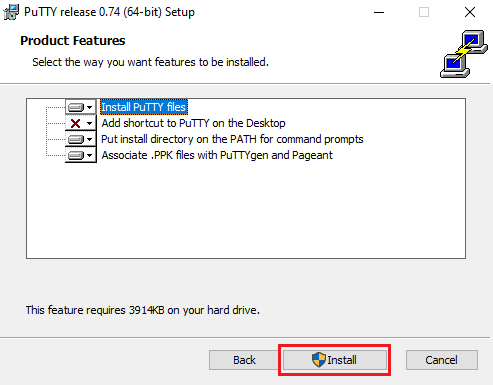 PuTTY release 0.74 (64-bit) Setup
Product Features
Select the way you want features to be installed.
Install PuTTY files
Add shortcut to PuTTY on the Desktop
Put install directory on the PATH for command prompts
Associate .PPK files with PuTTYgen and Pageant
This feature requires 3914KB on your hard drive.
Back Install Cancel